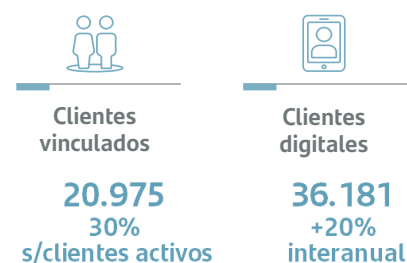 Clientes
vinculados
20.975
30%
s/clientes activos
Clientes
digitales
36.181
+20%
interanual